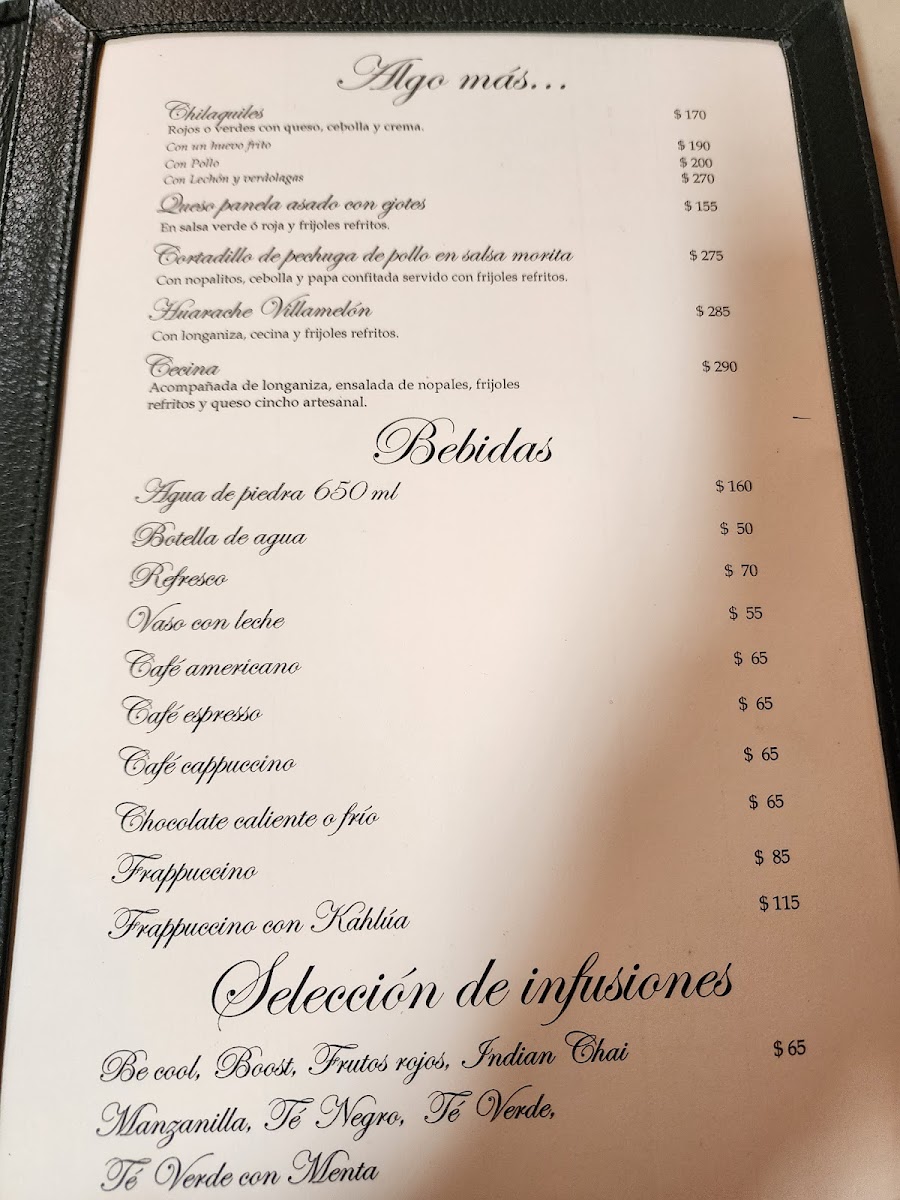 Algo más...
Chilaquiles $ 170
Rojos o verdes con queso, cebolla y crema.
Con un huevo frito $ 190
Con Pollo $ 200
Con Lechón y verdolagas $ 270
Queso panela asado con ejotes $ 155
En salsa verde ó roja y frijoles refritos.
Cortadillo de pechuga de pollo en salsa morita $ 275
Con nopalitos, cebolla y papa confitada servido con frijoles refritos.
Huarache Villamelón $ 285
Con longaniza, cecina y frijoles refritos.
Cecina $ 290
Acompañada de longaniza, ensalada de nopales, frijoles
refritos y queso cincho artesanal.
Bebidas
Agua de piedra 650 ml $ 160
Botella de agua $ 50
Refresco $ 70
Vaso con leche $ 55
Café americano $ 65
Café espresso $ 65
Café cappuccino $ 65
Chocolate caliente o frío $ 65
Frappuccino $ 85
Frappuccino con Kahlúa $ 115
Selección de infusiones
Be cool, Boost, Frutos rojos, Indian Chai $ 65
Manzanilla, Té Negro, Té Verde,
Té Verde con Menta